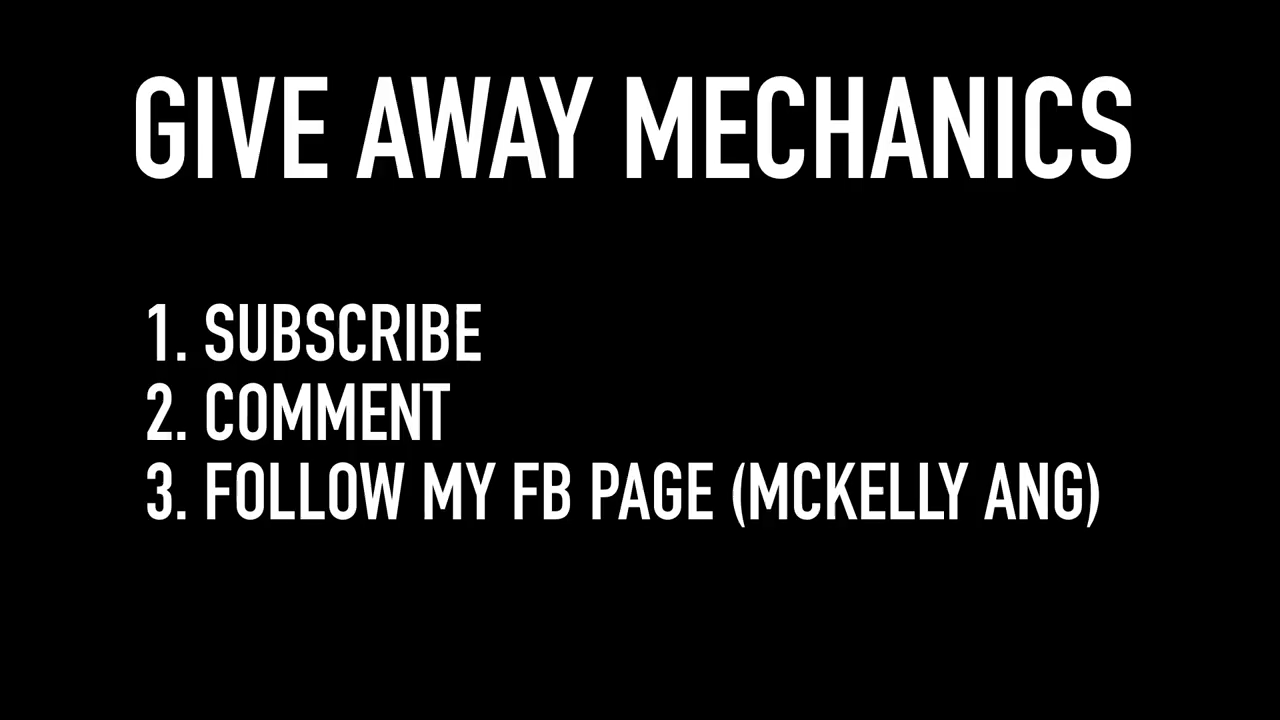 GIVE AWAY MECHANICS
1. SUBSCRIBE
2. COMMENT
3. FOLLOW MY FB PAGE (MCKELLY ANG)